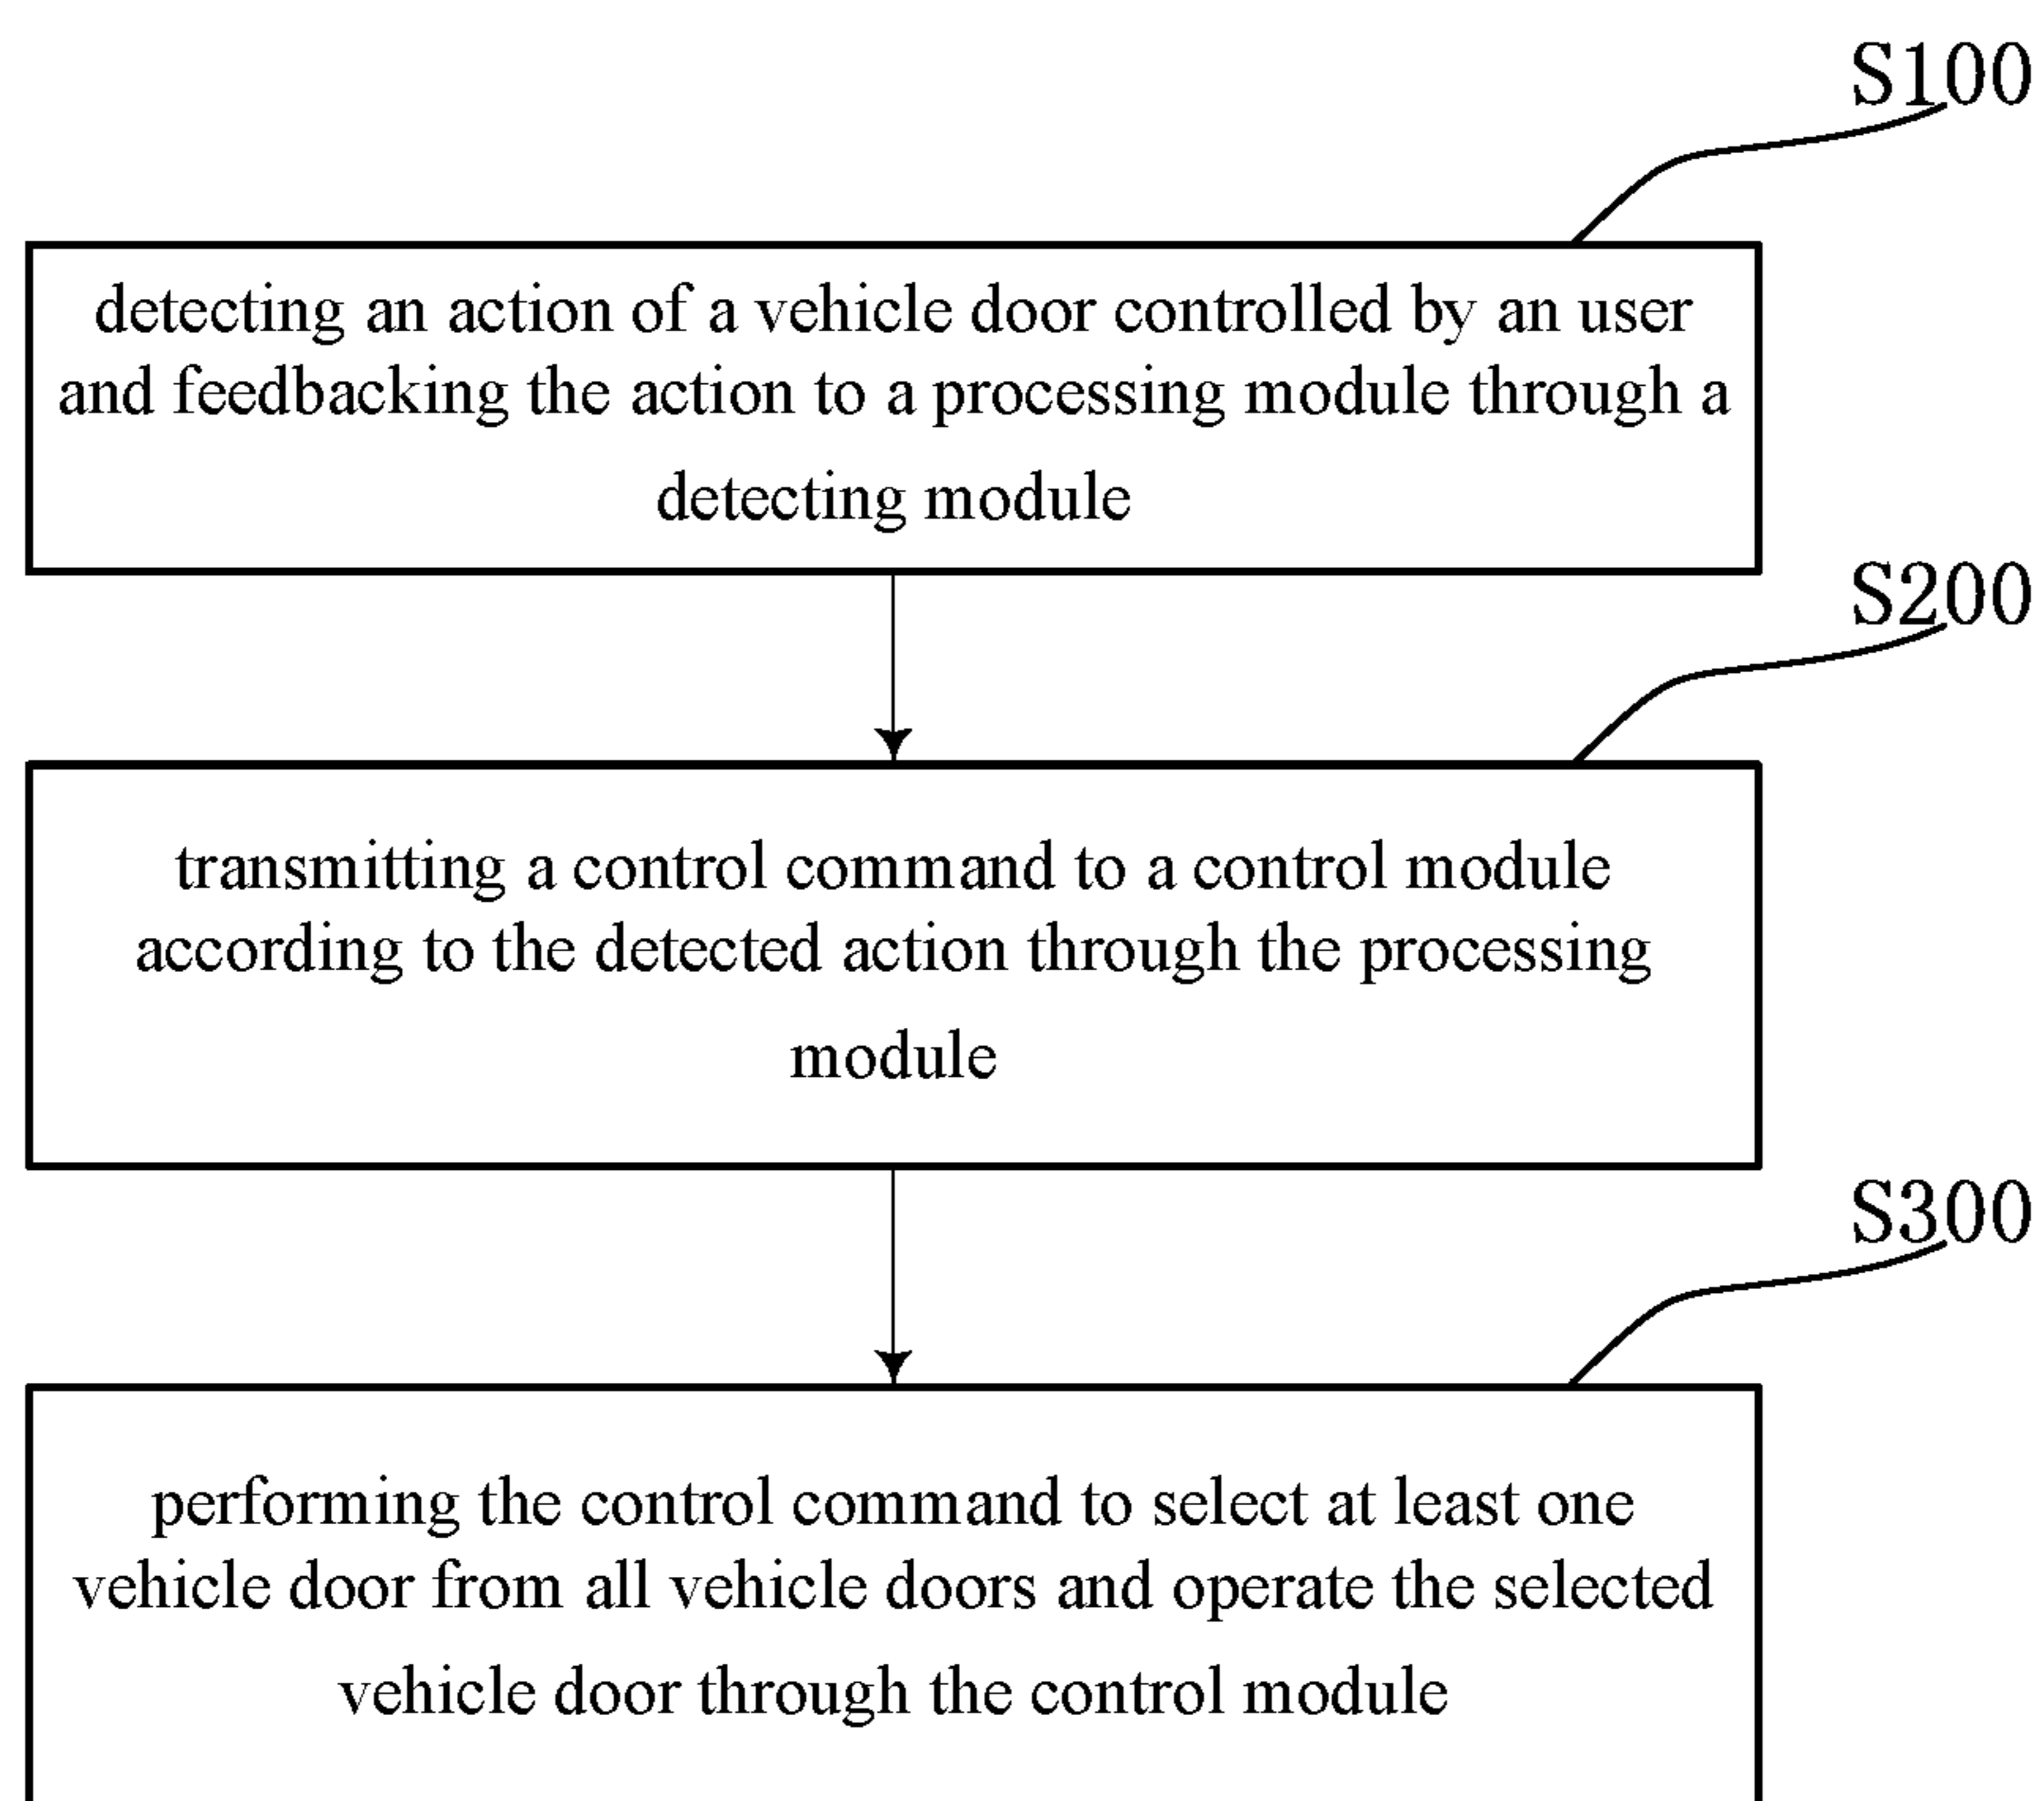 S100
detecting an action of a vehicle door controlled by an user
and feedbacking the action to a processing module through a
detecting module
S200
transmitting a control command to a control module
according to the detected action through the processing
module
S300
performing the control command to select at least one
vehicle door from all vehicle doors and operate the selected
vehicle door through the control module